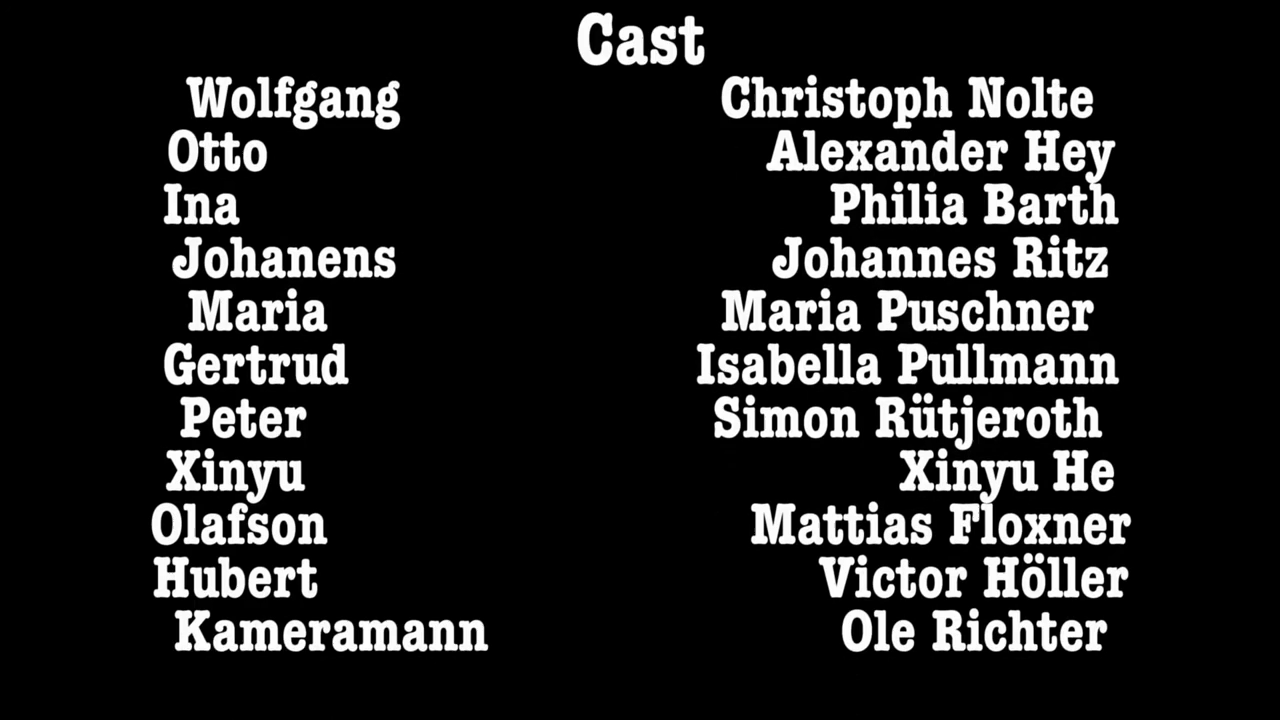 Cast
Wolfgang Christoph Nolte
Otto Alexander Hey
Ina Philia Barth
Johanens Johannes Ritz
Maria Maria Puschner
Gertrud Isabella Pullmann
Peter Simon Rütjeroth
Xinyu Xinyu He
Olafson Mattias Floxner
Hubert Victor Höller
Kameramann Ole Richter